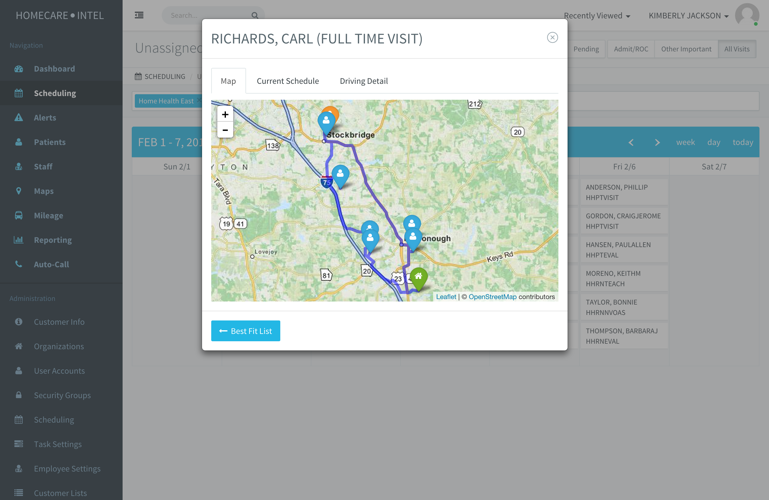 HOMECARE INTEL
Navigation
Dashboard
Scheduling
Alerts
Patients
Staff
Maps
Mileage
Reporting
Auto-Call
Administration
Customer Info
Organizations
User Accounts
Security Groups
Scheduling
Task Settings
Employee Settings
Customer Lists
Search...
Recently Viewed
KIMBERLY JACKSON
Unassigned
Pending
Admit/ROC
Other Important
All Visits
SCHEDULING
Home Health East
FEB 1 - 7, 201
week
day
today
Sun 2/1
Fri 2/6
Sat 2/7
ANDERSON, PHILLIP
HHPTVISIT
GORDON, CRAIGJEROME
HHPTVISIT
HANSEN, PAULALLEN
HHPTEVAL
MORENO, KEITHM
HHRNTEACH
TAYLOR, BONNIE
HHRNNVOAS
THOMPSON, BARBARAJ
HHRNEVAL
RICHARDS, CARL (FULL TIME VISIT)
Map
Current Schedule
Driving Detail
+
-
Stockbridge
212
20
138
YTON
75
Tara Blvd
19
41
Lovejoy
onough
Keys Rd
81
20
23
Leaflet | © OpenStreetMap contributors
Best Fit List